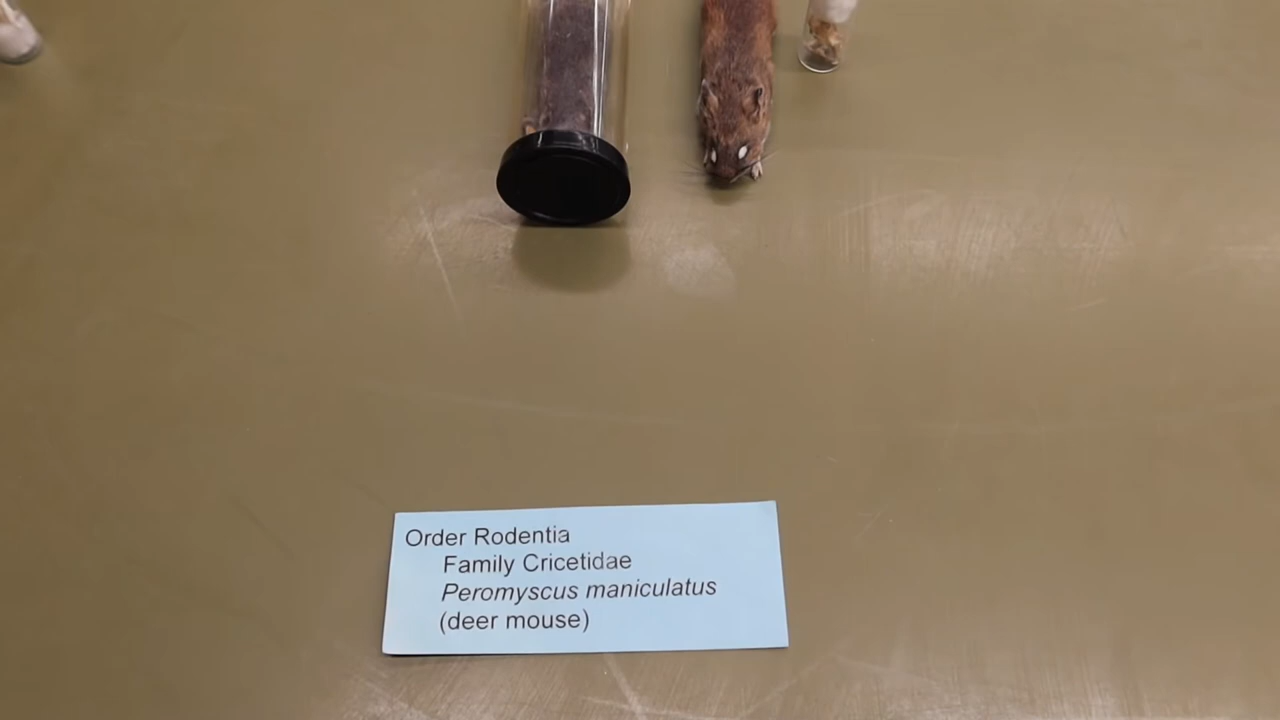 Order Rodentia
Family Cricetidae
Peromyscus maniculatus
(deer mouse)